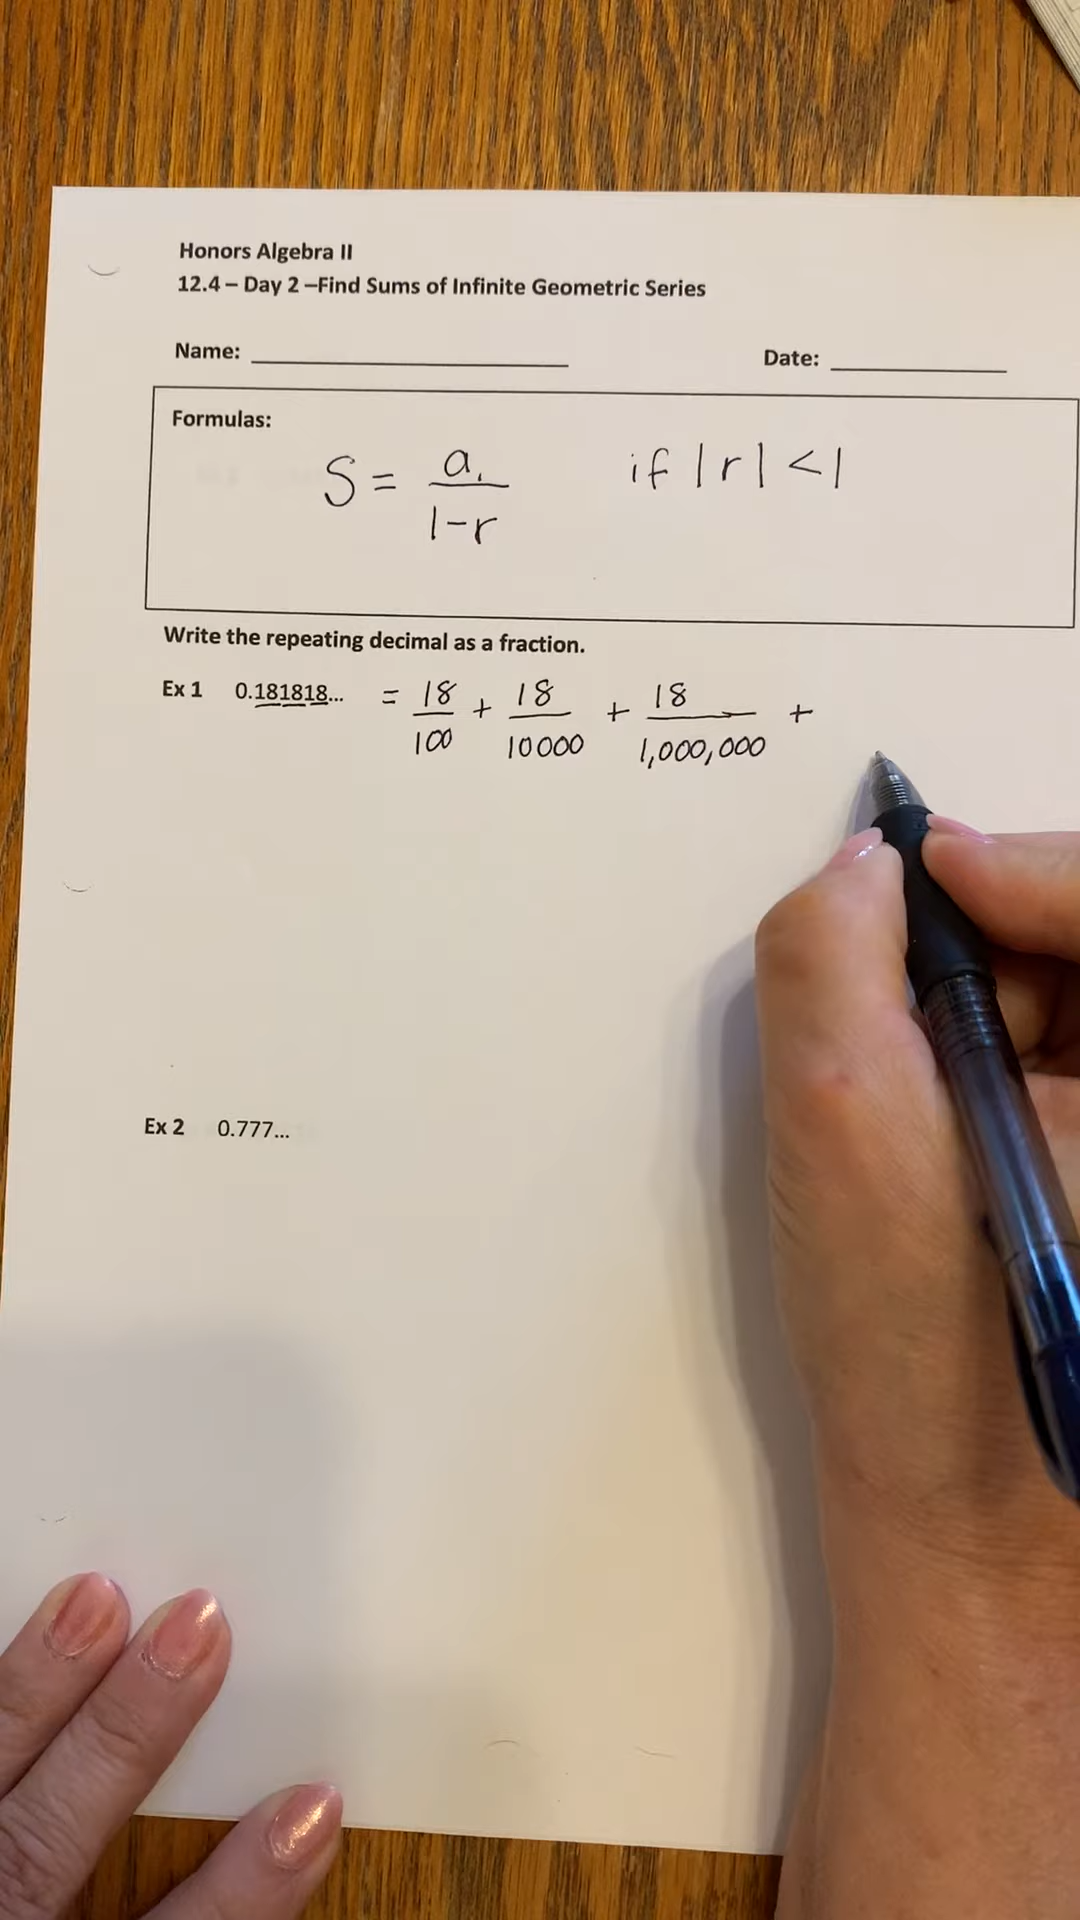 Honors Algebra II
12.4 – Day 2 –Find Sums of Infinite Geometric Series
Name: ____________________ Date: ____________
Formulas:
S = a₁/(1-r) if |r| < 1
Write the repeating decimal as a fraction.
Ex 1 0.181818... = 18/100 + 18/10000 + 18/1,000,000 +
Ex 2 0.777...